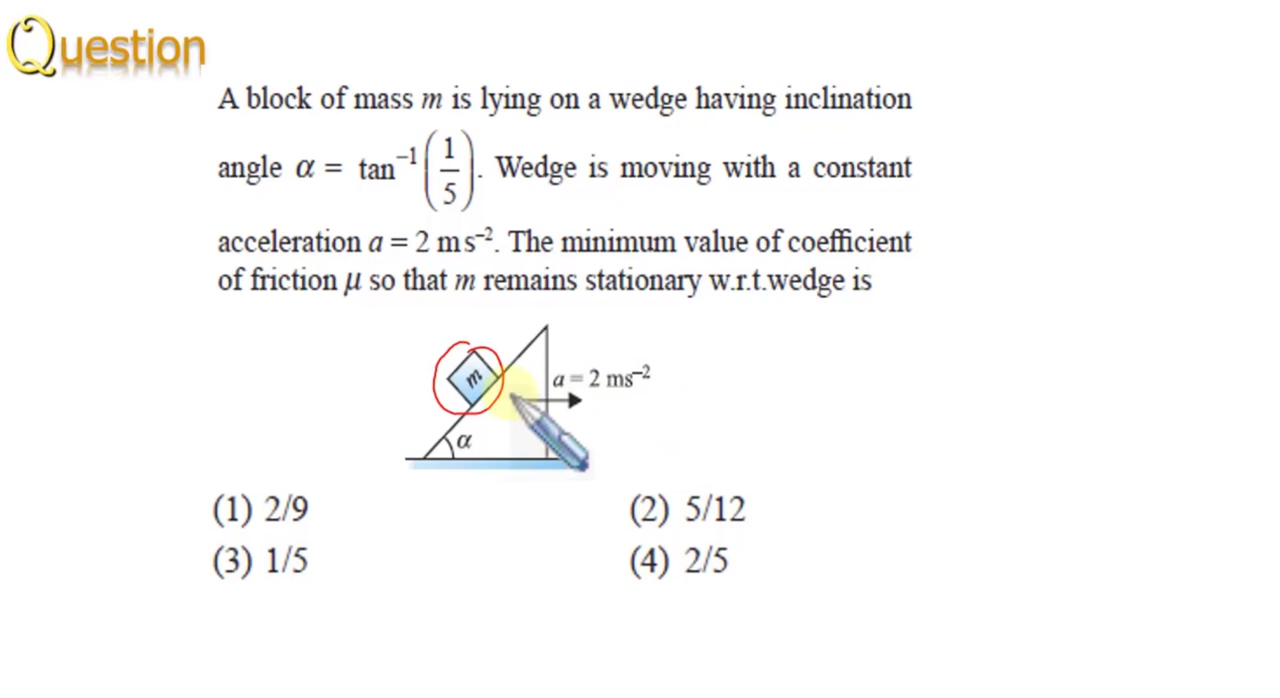 Question
A block of mass m is lying on a wedge having inclination
angle α = tan⁻¹(1/5). Wedge is moving with a constant
acceleration a = 2 m s⁻². The minimum value of coefficient
of friction μ so that m remains stationary w.r.t.wedge is
m
a = 2 ms⁻²
α
(1) 2/9 (2) 5/12
(3) 1/5 (4) 2/5